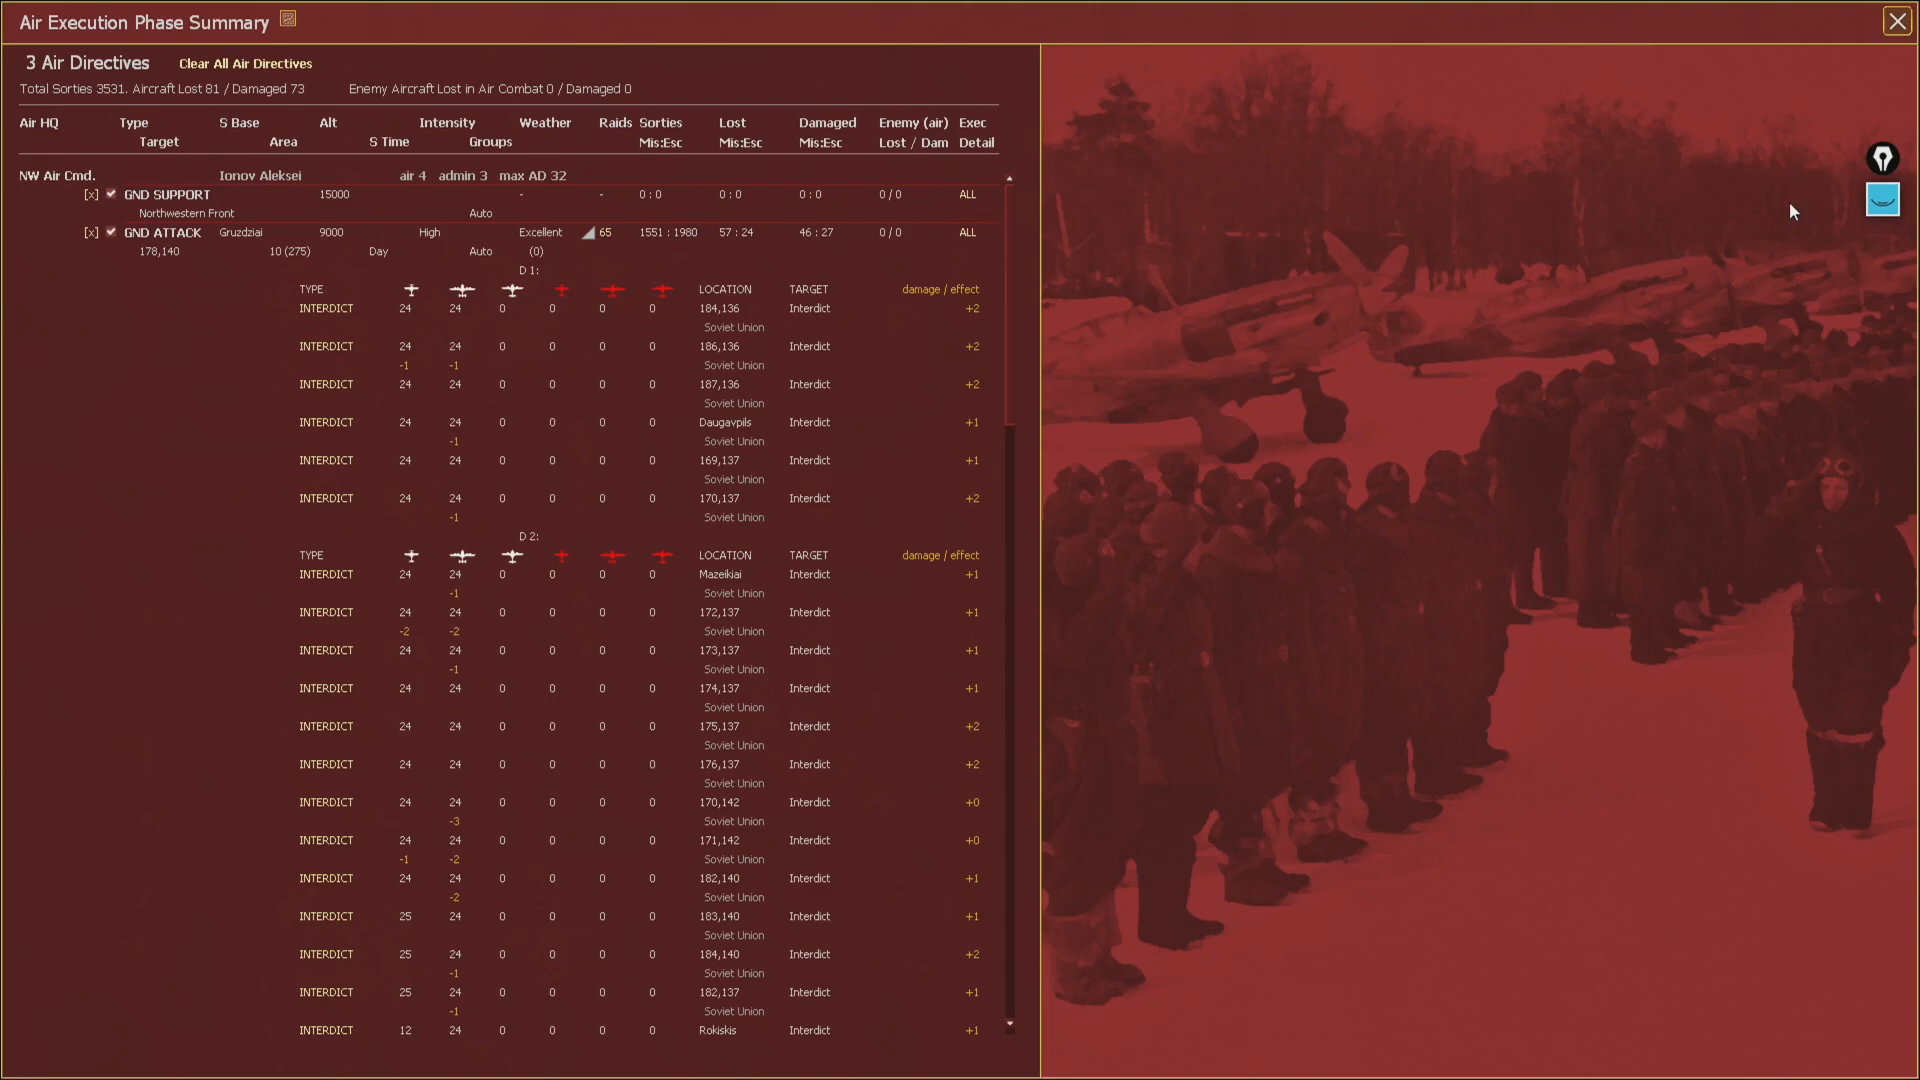 Air Execution Phase Summary
3 Air Directives Clear All Air Directives
Total Sorties 3531. Aircraft Lost 81 / Damaged 73 Enemy Aircraft Lost in Air Combat 0 / Damaged 0
Air HQ Type S Base Alt Intensity Weather Raids Sorties Lost Damaged Enemy (air) Exec
Target Area S Time Groups Mis:Esc Mis:Esc Mis:Esc Lost / Dam Detail
NW Air Cmd. Ionov Aleksei air 4 admin 3 max AD 32
[x] GND SUPPORT 15000 - - 0 : 0 0 : 0 0 : 0 0 / 0 ALL
Northwestern Front Auto
[x] GND ATTACK Gruzdziai 9000 High Excellent 65 1551 : 1980 57 : 24 46 : 27 0 / 0 ALL
178,140 10 (275) Day Auto (0)
D 1:
TYPE LOCATION TARGET damage / effect
INTERDICT 24 24 0 0 0 0 184,136 Interdict +2
Soviet Union
INTERDICT 24 24 0 0 0 0 186,136 Interdict +2
-1 -1 Soviet Union
INTERDICT 24 24 0 0 0 0 187,136 Interdict +2
Soviet Union
INTERDICT 24 24 0 0 0 0 Daugavpils Interdict +1
-1 Soviet Union
INTERDICT 24 24 0 0 0 0 169,137 Interdict +1
Soviet Union
INTERDICT 24 24 0 0 0 0 170,137 Interdict +2
-1 Soviet Union
D 2:
TYPE LOCATION TARGET damage / effect
INTERDICT 24 24 0 0 0 0 Mazeikiai Interdict +1
-1 Soviet Union
INTERDICT 24 24 0 0 0 0 172,137 Interdict +1
-2 -2 Soviet Union
INTERDICT 24 24 0 0 0 0 173,137 Interdict +1
-1 Soviet Union
INTERDICT 24 24 0 0 0 0 174,137 Interdict +1
Soviet Union
INTERDICT 24 24 0 0 0 0 175,137 Interdict +2
Soviet Union
INTERDICT 24 24 0 0 0 0 176,137 Interdict +2
Soviet Union
INTERDICT 24 24 0 0 0 0 170,142 Interdict +0
-3 Soviet Union
INTERDICT 24 24 0 0 0 0 171,142 Interdict +0
-1 -2 Soviet Union
INTERDICT 24 24 0 0 0 0 182,140 Interdict +1
-2 Soviet Union
INTERDICT 25 24 0 0 0 0 183,140 Interdict +1
Soviet Union
INTERDICT 25 24 0 0 0 0 184,140 Interdict +2
-1 Soviet Union
INTERDICT 25 24 0 0 0 0 182,137 Interdict +1
-1 Soviet Union
INTERDICT 12 24 0 0 0 0 Rokiskis Interdict +1